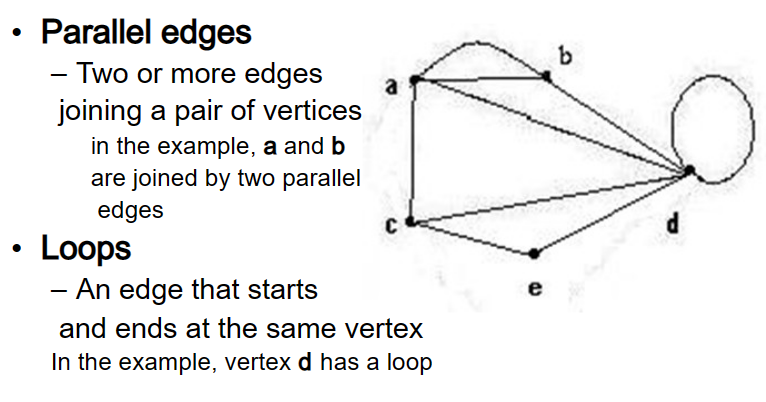 • Parallel edges
– Two or more edges
joining a pair of vertices
in the example, a and b
are joined by two parallel
edges
• Loops
– An edge that starts
and ends at the same vertex
In the example, vertex d has a loop
a
b
c
d
e